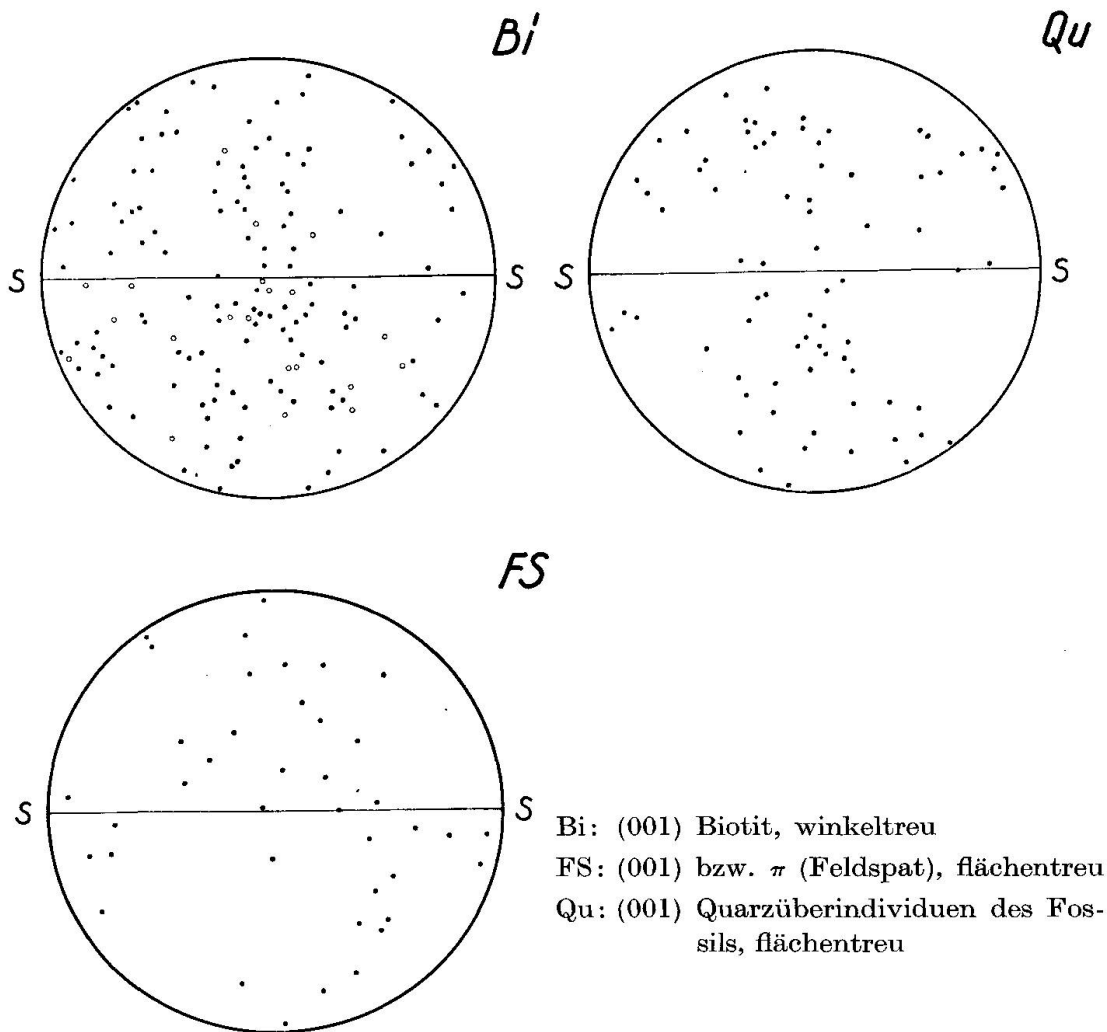 Bi
Qu
S S
S S
FS
S S
Bi: (001) Biotit, winkeltreu
FS: (001) bzw. π (Feldspat), flächentreu
Qu: (001) Quarzüberindividuen des Fos-
sils, flächentreu